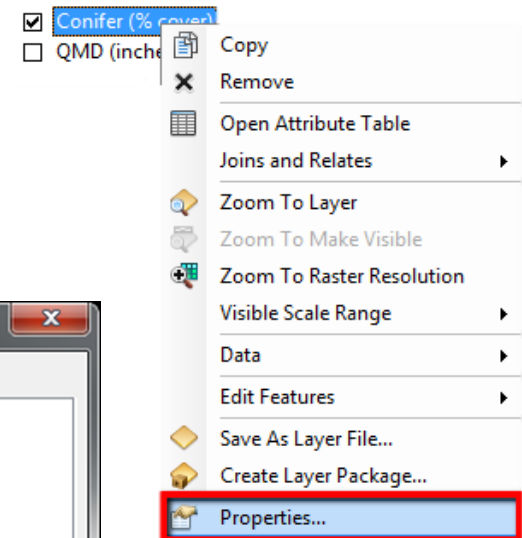 Conifer (% cover)
QMD (inche
Copy
Remove
Open Attribute Table
Joins and Relates
Zoom To Layer
Zoom To Make Visible
Zoom To Raster Resolution
Visible Scale Range
Data
Edit Features
Save As Layer File...
Create Layer Package...
Properties...